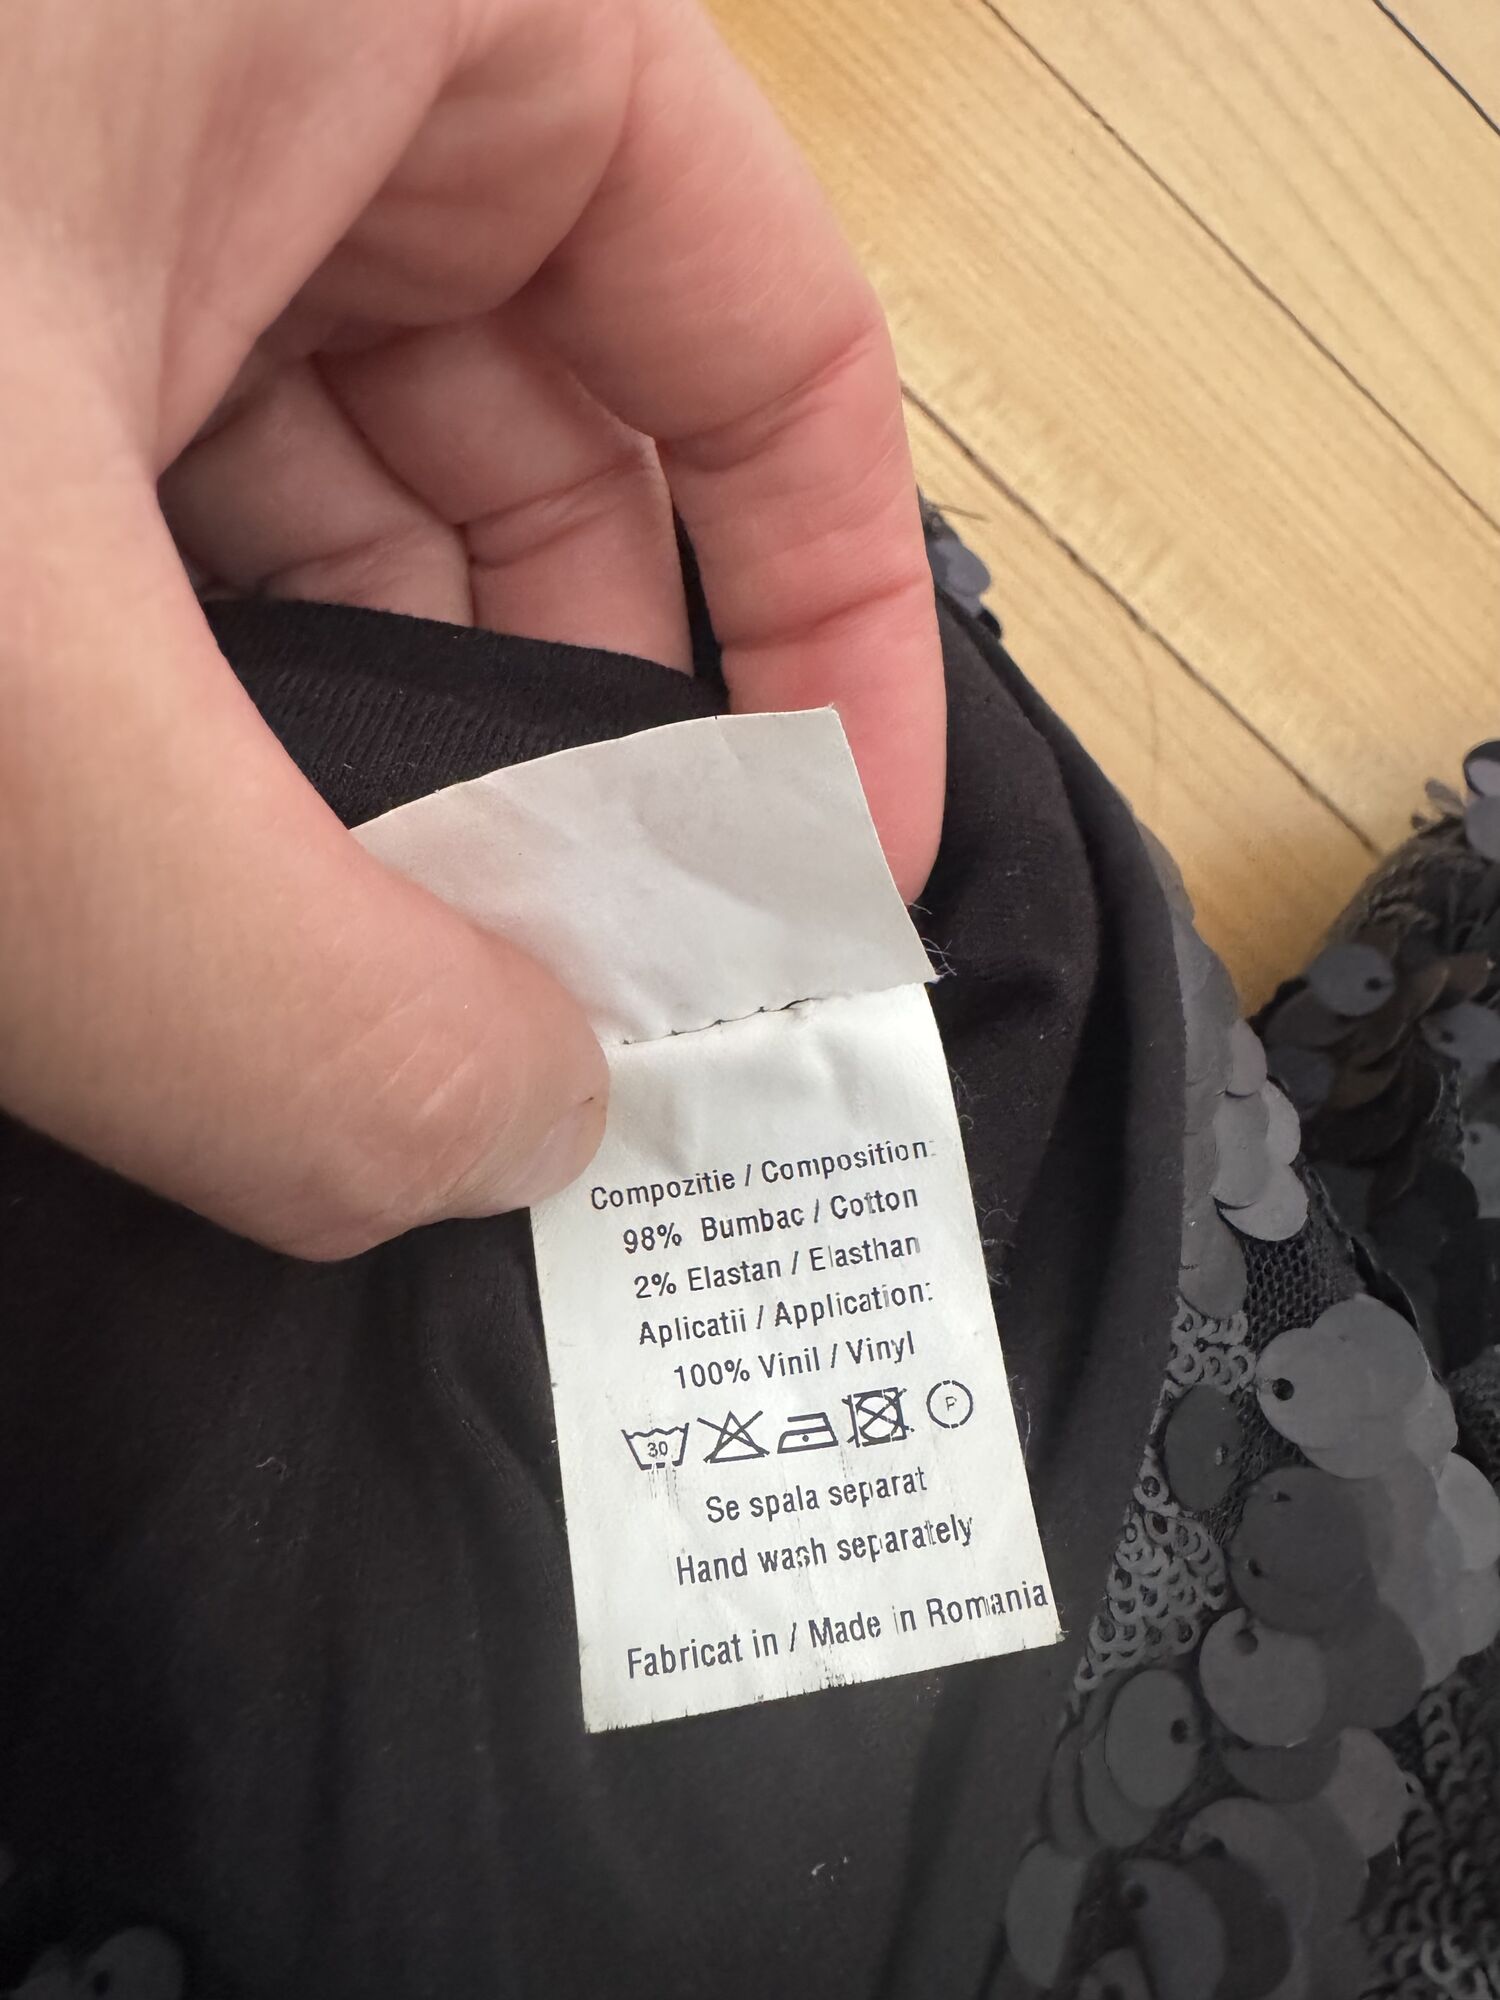 Compozitie / Composition:
98% Bumbac / Cotton
2% Elastan / Elasthan
Aplicatii / Application:
100% Vinil / Vinyl
30 P
Se spala separat
Hand wash separately
Fabricat in / Made in Romania